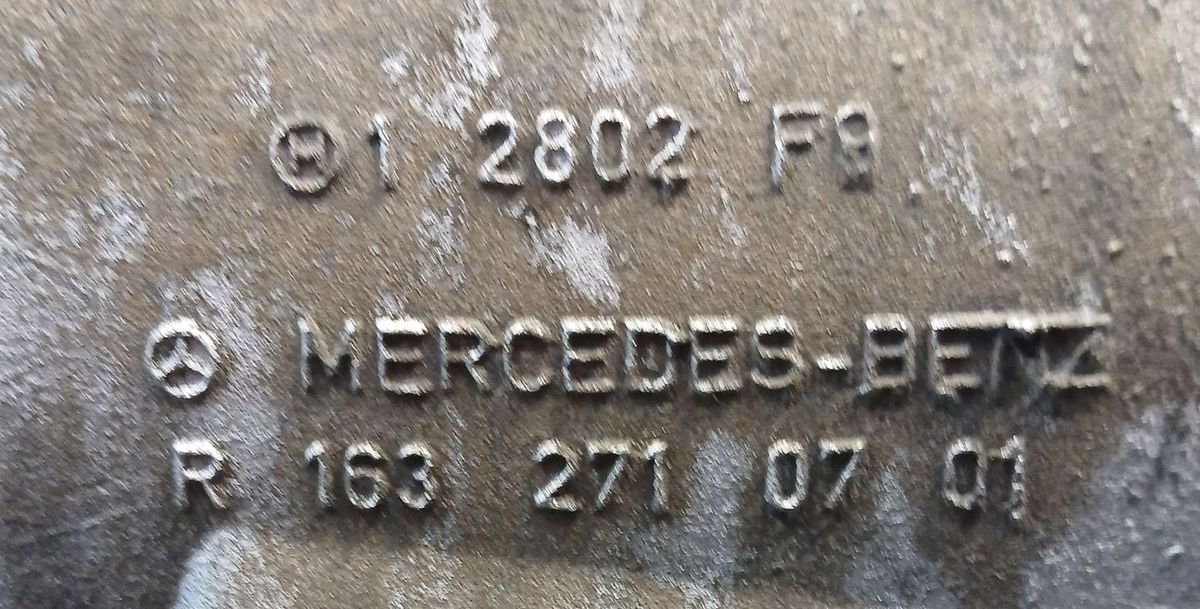 H 1 2802 F9
MERCEDES-BENZ
R 163 271 07 01